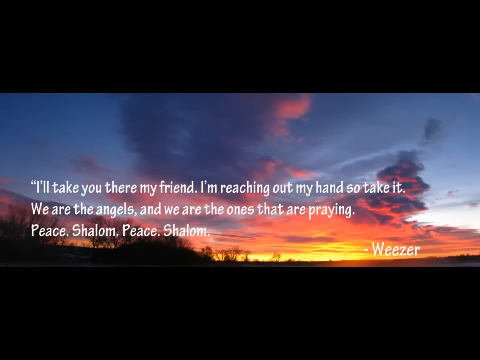 “I’ll take you there my friend. I’m reaching out my hand so take it.
We are the angels, and we are the ones that are praying.
Peace. Shalom. Peace. Shalom.
- Weezer